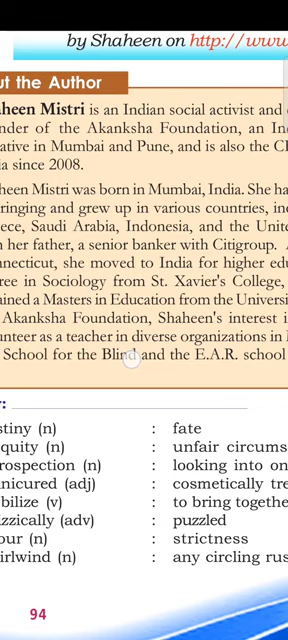 by Shaheen on http://www
ut the Author
aheen Mistri is an Indian social activist and
nder of the Akanksha Foundation, an In
ative in Mumbai and Pune, and is also the
ia since 2008.
heen Mistri was born in Mumbai, India. She ha
ringing and grew up in various countries, in
ece, Saudi Arabia, Indonesia, and the Unite
h her father, a senior banker with Citigroup.
nnecticut, she moved to India for higher edu
ree in Sociology from St. Xavier's College,
ained a Masters in Education from the Universi
Akanksha Foundation, Shaheen's interest i
unteer as a teacher in diverse organizations in
School for the Blind and the E.A.R. school
r:
stiny (n) : fate
quity (n) : unfair circums
rospection (n) : looking into on
nicured (adj) : cosmetically tre
bilize (v) : to bring togethe
izzically (adv) : puzzled
our (n) : strictness
irlwind (n) : any circling rus
94